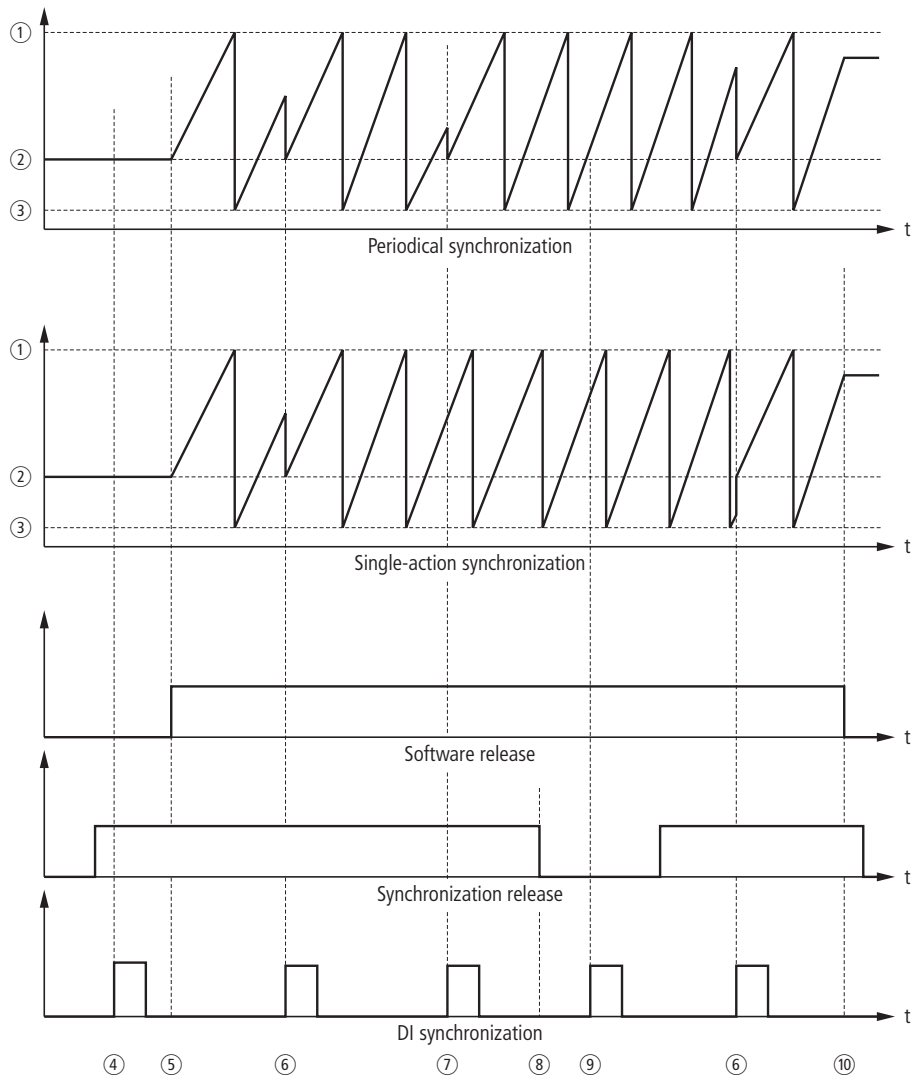 ①
②
③
t
Periodical synchronization
①
②
③
t
Single-action synchronization
t
Software release
t
Synchronization release
t
DI synchronization
④ ⑤ ⑥ ⑦ ⑧ ⑨ ⑥ ⑩